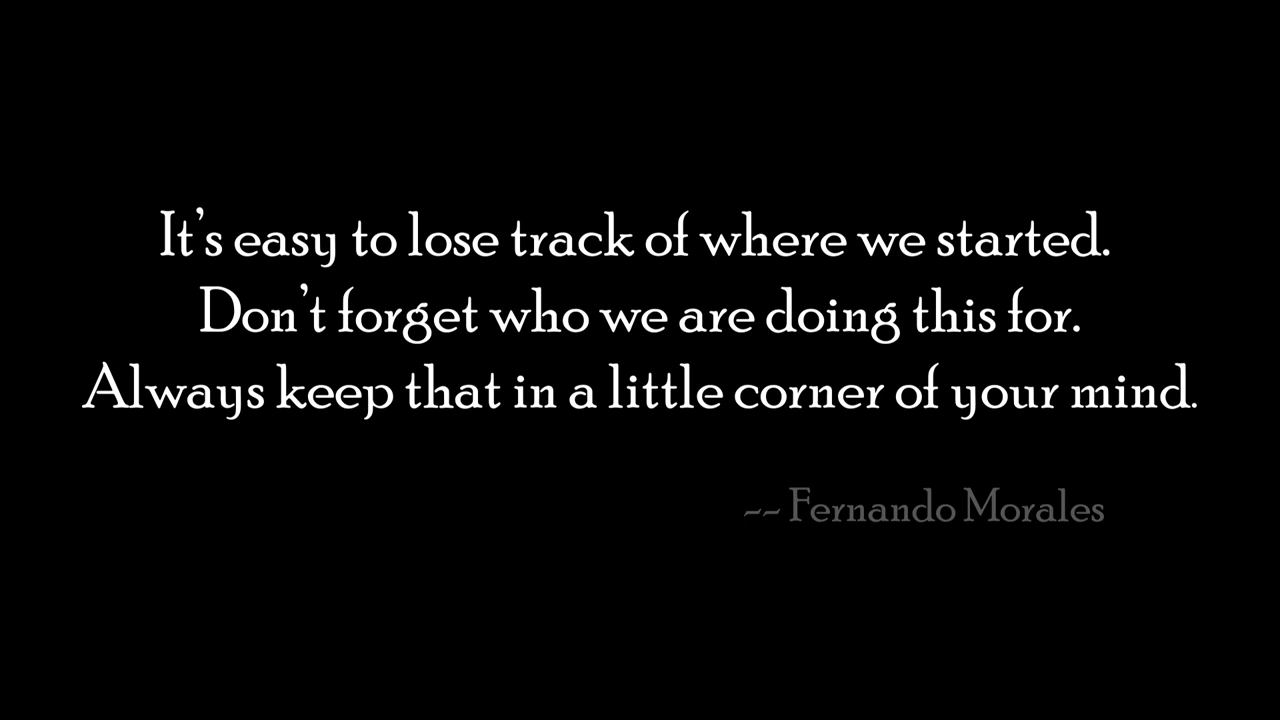 It's easy to lose track of where we started.
Don't forget who we are doing this for.
Always keep that in a little corner of your mind.
-- Fernando Morales